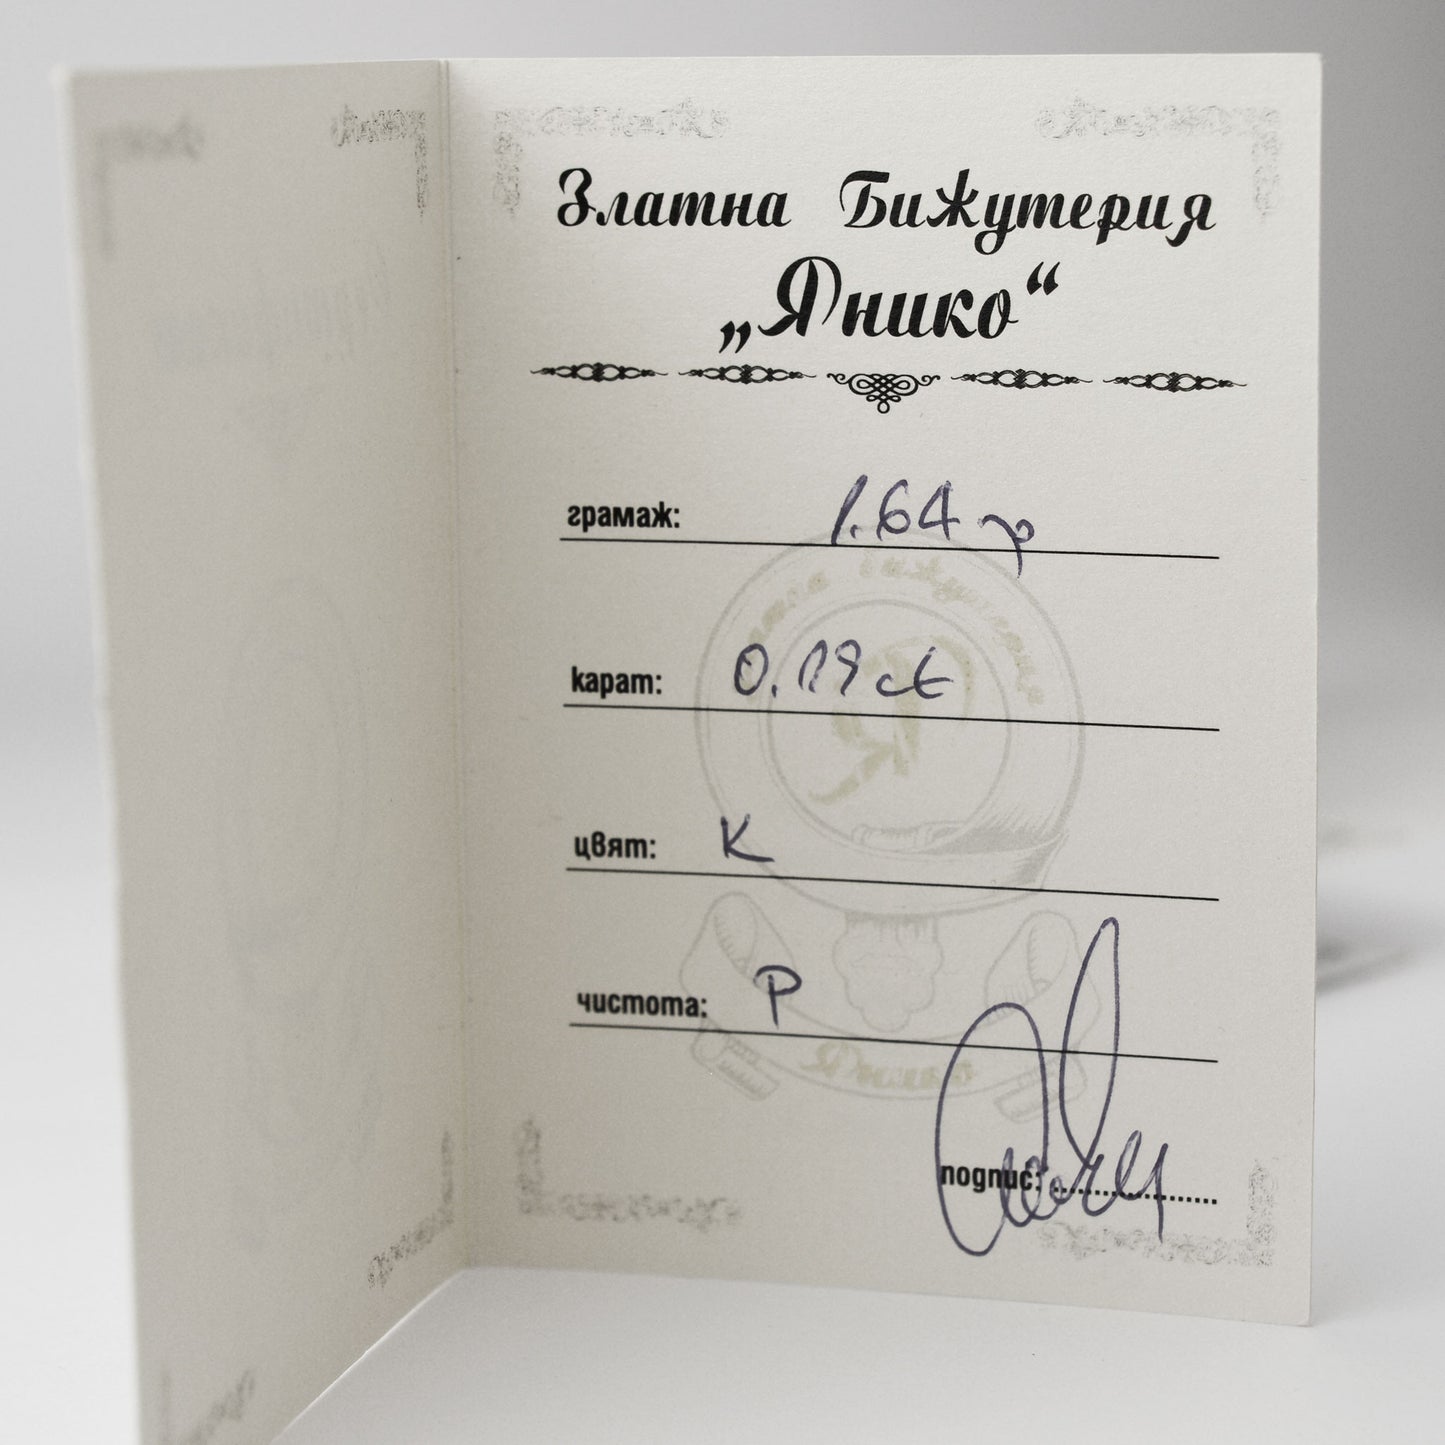 Златна Бижутерия
„Янико“
грамаж: 1.64 гр
карат: 0.19 ct
цвят: K
чистота: P
подпис: ....................